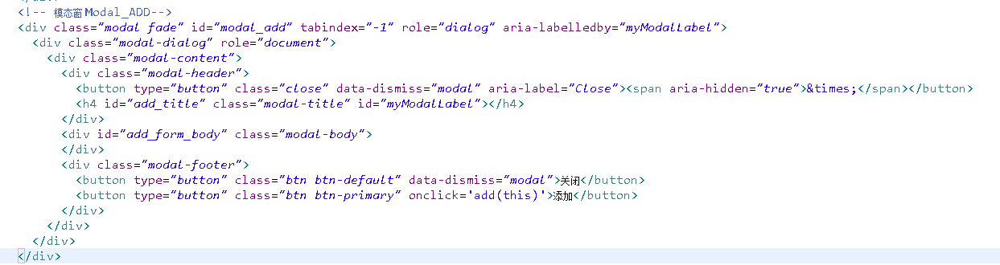 </div>
<!-- 模态窗Modal_ADD-->
<div class="modal fade" id="modal_add" tabindex="-1" role="dialog" aria-labelledby="myModalLabel">
<div class="modal-dialog" role="document">
<div class="modal-content">
<div class="modal-header">
<button type="button" class="close" data-dismiss="modal" aria-label="Close"><span aria-hidden="true">&times;</span></button>
<h4 id="add_title" class="modal-title" id="myModalLabel"></h4>
</div>
<div id="add_form_body" class="modal-body">
</div>
<div class="modal-footer">
<button type="button" class="btn btn-default" data-dismiss="modal">关闭</button>
<button type="button" class="btn btn-primary" onclick='add(this)'>添加</button>
</div>
</div>
</div>
</div>